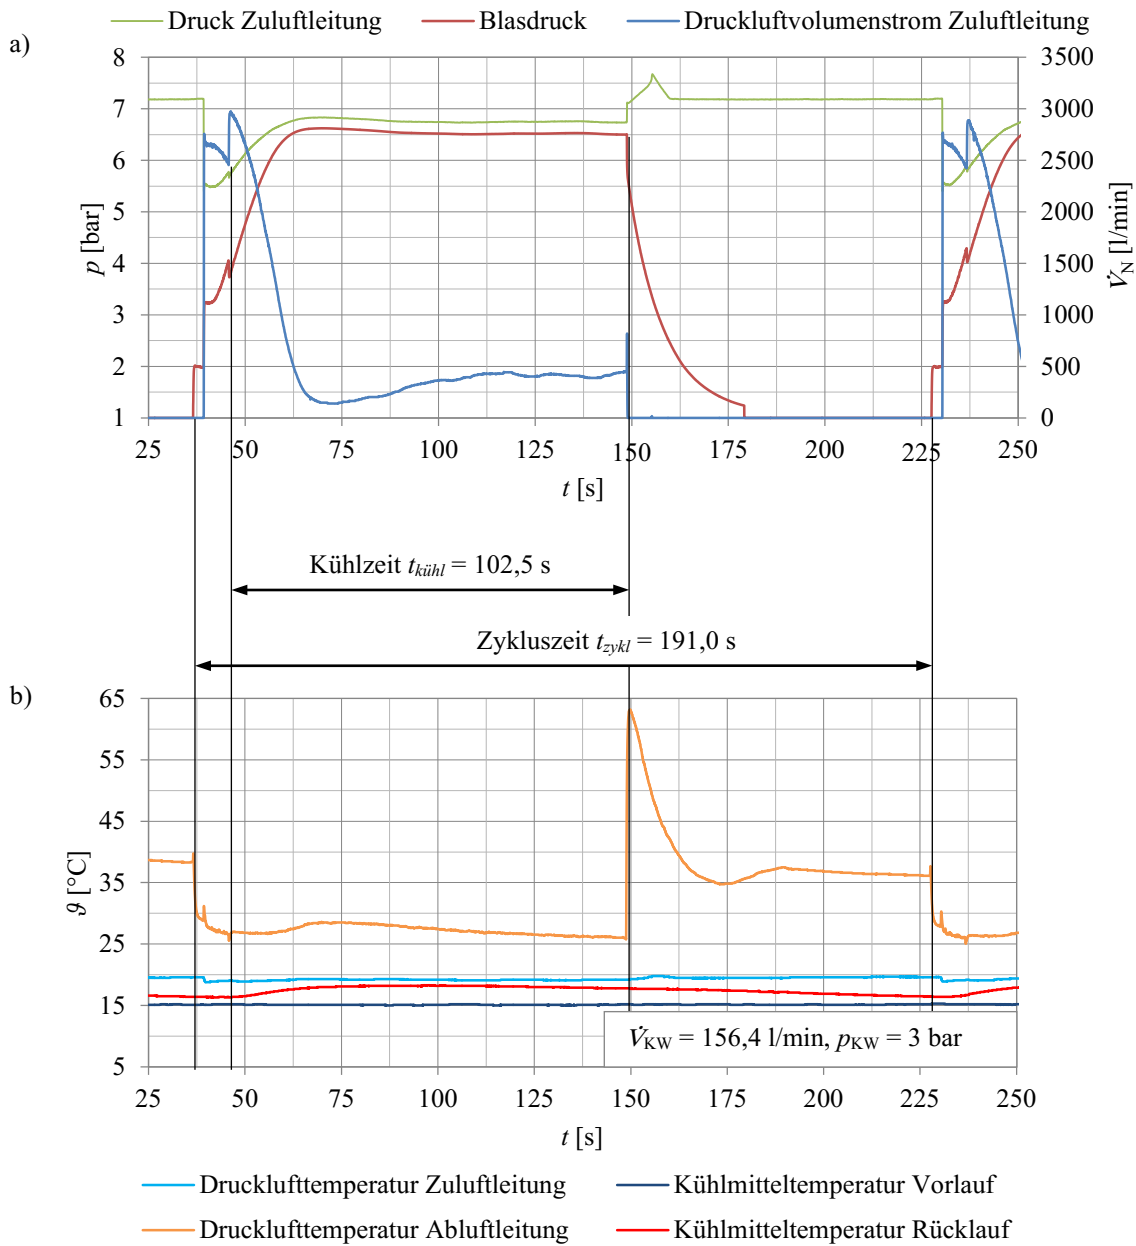 Druck Zuluftleitung Blasdruck Druckluftvolumenstrom Zuluftleitung
a)
8 3500
7 3000
6 2500
5 2000
4 1500
3 1000
2 500
1 0
p [bar]
V̇N [l/min]
25 50 75 100 125 150 175 200 225 250
t [s]
Kühlzeit tkühl = 102,5 s
Zykluszeit tzykl = 191,0 s
b)
65
55
45
35
25
15
5
ϑ [°C]
V̇KW = 156,4 l/min, pKW = 3 bar
25 50 75 100 125 150 175 200 225 250
t [s]
Drucklufttemperatur Zuluftleitung Kühlmitteltemperatur Vorlauf
Drucklufttemperatur Abluftleitung Kühlmitteltemperatur Rücklauf